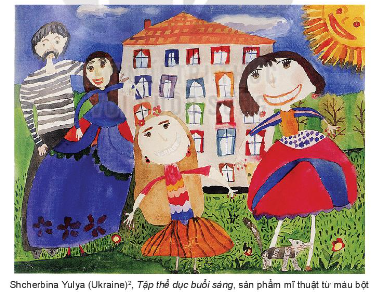 Shcherbina Yulya (Ukraine)², Tập thể dục buổi sáng, sản phẩm mĩ thuật từ màu bột